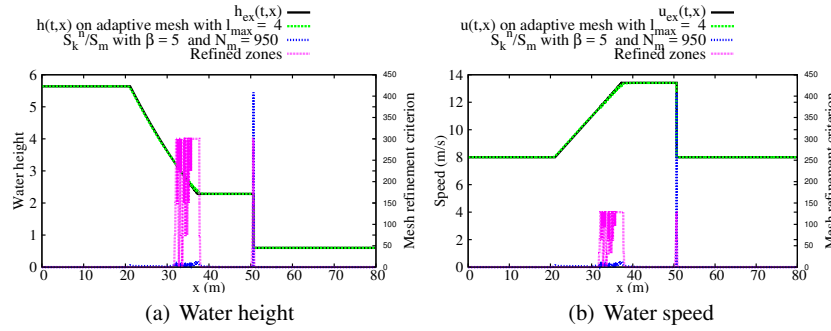 h_ex(t,x)
h(t,x) on adaptive mesh with l_max = 4
S_k^n/S_m with β = 5 and N_m = 950
Refined zones
6
5
4
3
2
1
0
Water height
450
400
350
300
250
200
150
100
50
0
Mesh refinement criterion
0 10 20 30 40 50 60 70 80
x (m)
(a) Water height
u_ex(t,x)
u(t,x) on adaptive mesh with l_max = 4
S_k^n/S_m with β = 5 and N_m = 950
Refined zones
14
12
10
8
6
4
2
0
Speed (m/s)
450
400
350
300
250
200
150
100
50
0
Mesh refinement criterion
0 10 20 30 40 50 60 70 80
x (m)
(b) Water speed